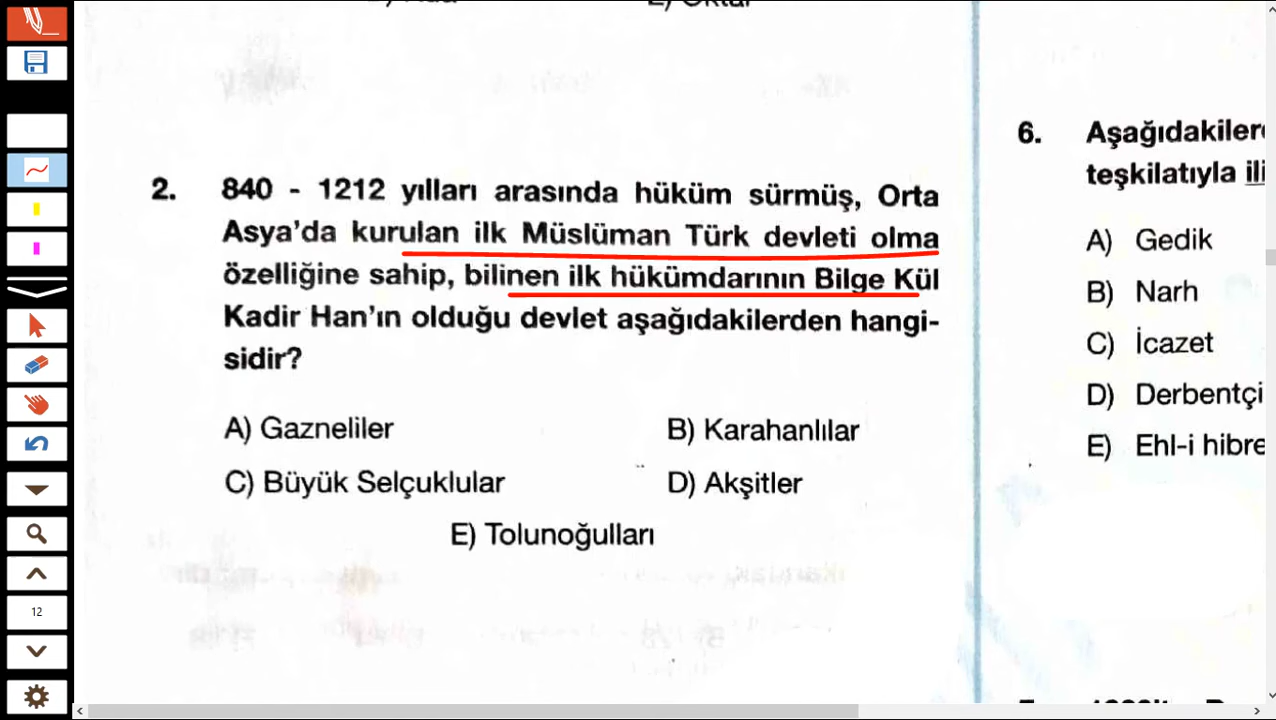 2. 840 - 1212 yılları arasında hüküm sürmüş, Orta
Asya'da kurulan ilk Müslüman Türk devleti olma
özelliğine sahip, bilinen ilk hükümdarının Bilge Kül
Kadir Han'ın olduğu devlet aşağıdakilerden hangi-
sidir?
A) Gazneliler
B) Karahanlılar
C) Büyük Selçuklular
D) Akşitler
E) Tolunoğulları
6. Aşağıdakiler
teşkilatıyla ili
A) Gedik
B) Narh
C) İcazet
D) Derbentçi
E) Ehl-i hibre
12